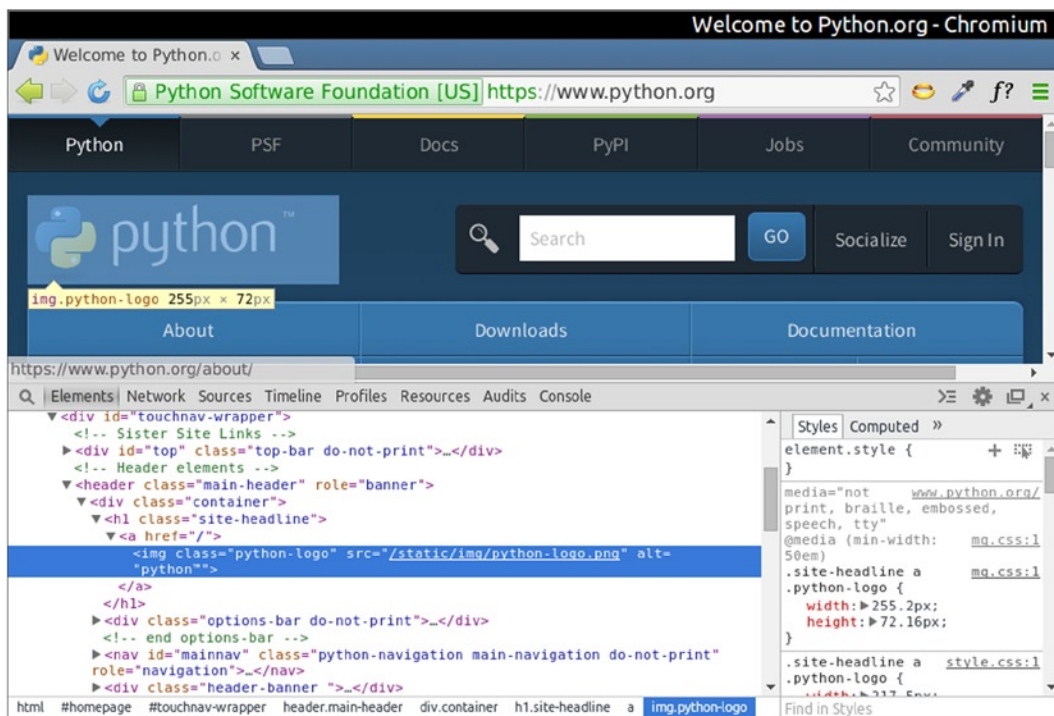 Welcome to Python.org - Chromium
Welcome to Python.o ×
Python Software Foundation [US] https://www.python.org f?
Python PSF Docs PyPI Jobs Community
python™
Search GO Socialize Sign In
img.python-logo 255px × 72px
About Downloads Documentation
https://www.python.org/about/
Elements Network Sources Timeline Profiles Resources Audits Console
▼<div id="touchnav-wrapper">
<!-- Sister Site Links -->
▶<div id="top" class="top-bar do-not-print">…</div>
<!-- Header elements -->
▼<header class="main-header" role="banner">
▼<div class="container">
▼<h1 class="site-headline">
▼<a href="/">
<img class="python-logo" src="/static/img/python-logo.png" alt=
"python™">
</a>
</h1>
▶<div class="options-bar do-not-print">…</div>
<!-- end options-bar -->
▶<nav id="mainnav" class="python-navigation main-navigation do-not-print"
role="navigation">…</nav>
▶<div class="header-banner ">…</div>
html #homepage #touchnav-wrapper header.main-header div.container h1.site-headline a img.python-logo
Styles Computed »
element.style {
}
media="not www.python.org/
print, braille, embossed,
speech, tty"
@media (min-width: mq.css:1
50em)
.site-headline a mq.css:1
.python-logo {
width:▶255.2px;
height:▶72.16px;
}
.site-headline a style.css:1
.python-logo {
width:▶217.5px;
Find in Styles